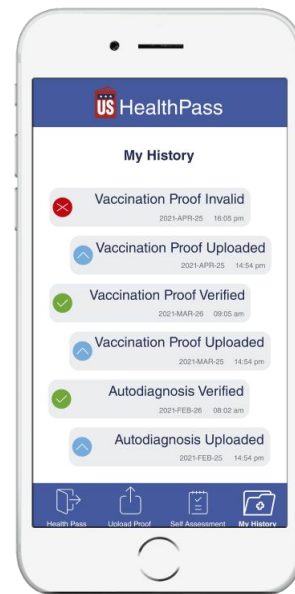 US HealthPass
My History
Vaccination Proof Invalid
2021-APR-25 16:05 pm
Vaccination Proof Uploaded
2021-APR-25 14:54 pm
Vaccination Proof Verified
2021-MAR-26 09:05 am
Vaccination Proof Uploaded
2021-MAR-25 14:54 pm
Autodiagnosis Verified
2021-FEB-26 08:02 am
Autodiagnosis Uploaded
2021-FEB-25 14:54 pm
Health Pass Upload Proof Self Assessment My History